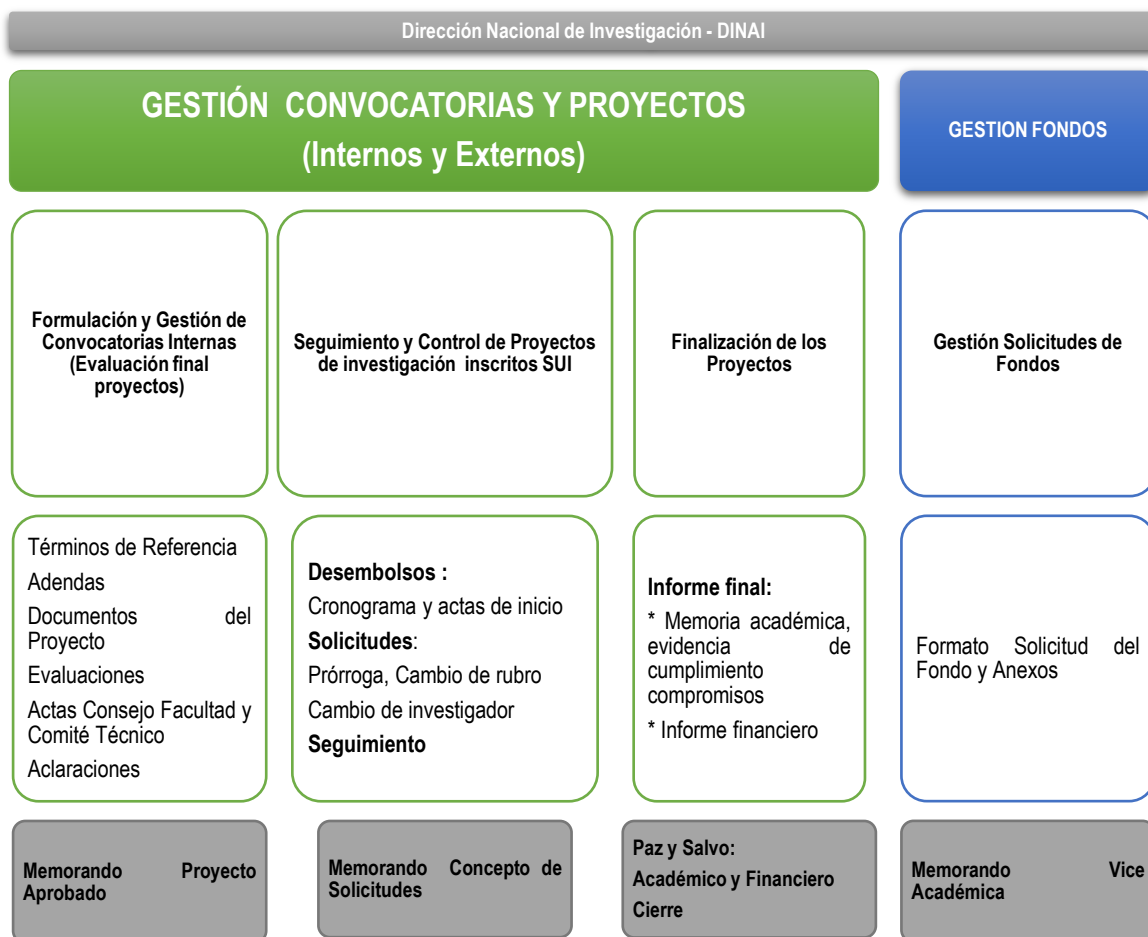 Dirección Nacional de Investigación - DINAI
GESTIÓN CONVOCATORIAS Y PROYECTOS
(Internos y Externos)
GESTION FONDOS
Formulación y Gestión de
Convocatorias Internas
(Evaluación final
proyectos)
Seguimiento y Control de Proyectos
de investigación inscritos SUI
Finalización de los
Proyectos
Gestión Solicitudes de
Fondos
Términos de Referencia
Adendas
Documentos del
Proyecto
Evaluaciones
Actas Consejo Facultad y
Comité Técnico
Aclaraciones
Desembolsos :
Cronograma y actas de inicio
Solicitudes:
Prórroga, Cambio de rubro
Cambio de investigador
Seguimiento
Informe final:
* Memoria académica,
evidencia de
cumplimiento
compromisos
* Informe financiero
Formato Solicitud del
Fondo y Anexos
Memorando Proyecto
Aprobado
Memorando Concepto de
Solicitudes
Paz y Salvo:
Académico y Financiero
Cierre
Memorando Vice
Académica